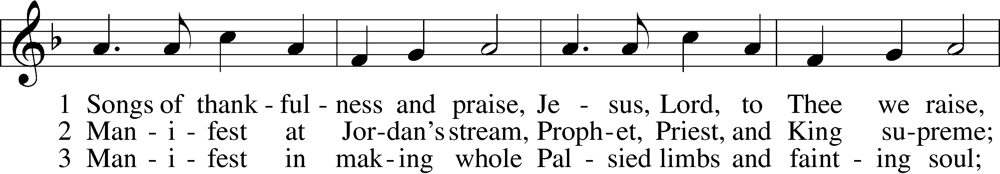 1 Songs of thank - ful - ness and praise, Je - sus, Lord, to Thee we raise,
2 Man - i - fest at Jor-dan's stream, Proph-et, Priest, and King su-preme;
3 Man - i - fest in mak-ing whole Pal - sied limbs and faint - ing soul;